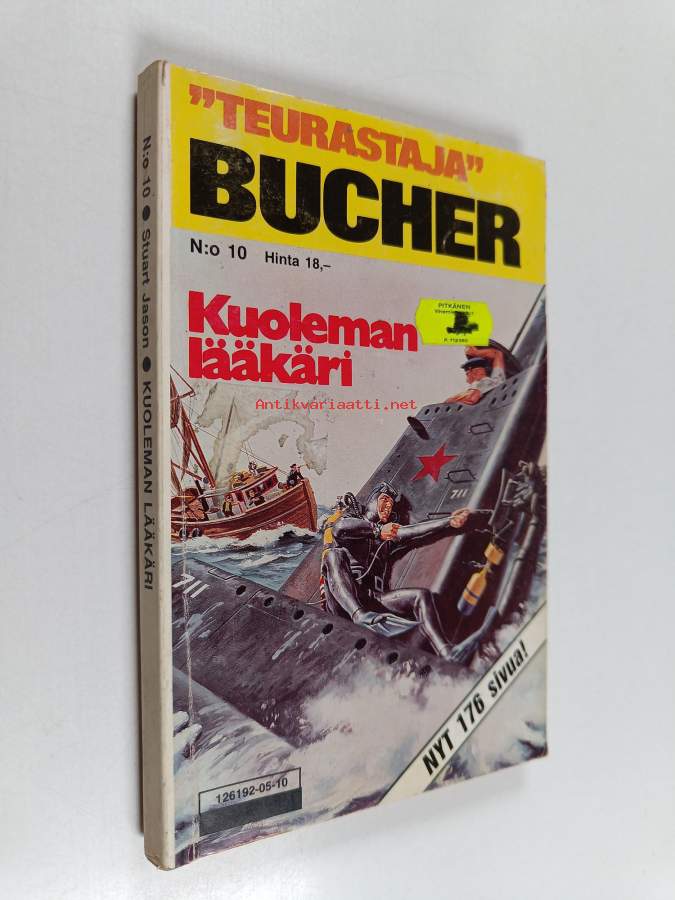 "TEURASTAJA"
BUCHER
N:o 10 Hinta 18,–
Kuoleman
lääkäri
PITKÄNEN
Antikvariaatti.net
711
711
NYT 176 sivua!
126192-05-10
N:o 10 ● Stuart Jason ● KUOLEMAN LÄÄKÄRI